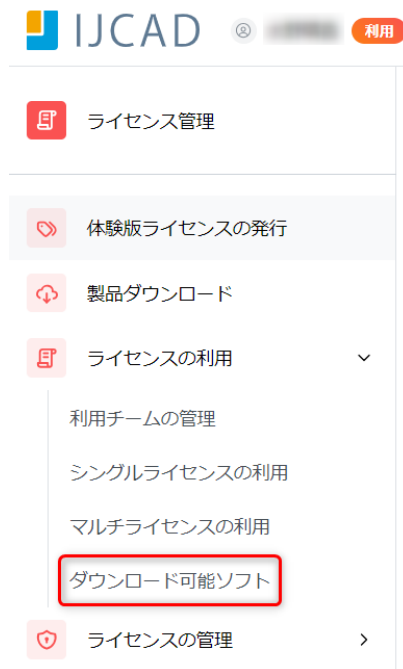 IJCAD
利用
ライセンス管理
体験版ライセンスの発行
製品ダウンロード
ライセンスの利用
利用チームの管理
シングルライセンスの利用
マルチライセンスの利用
ダウンロード可能ソフト
ライセンスの管理